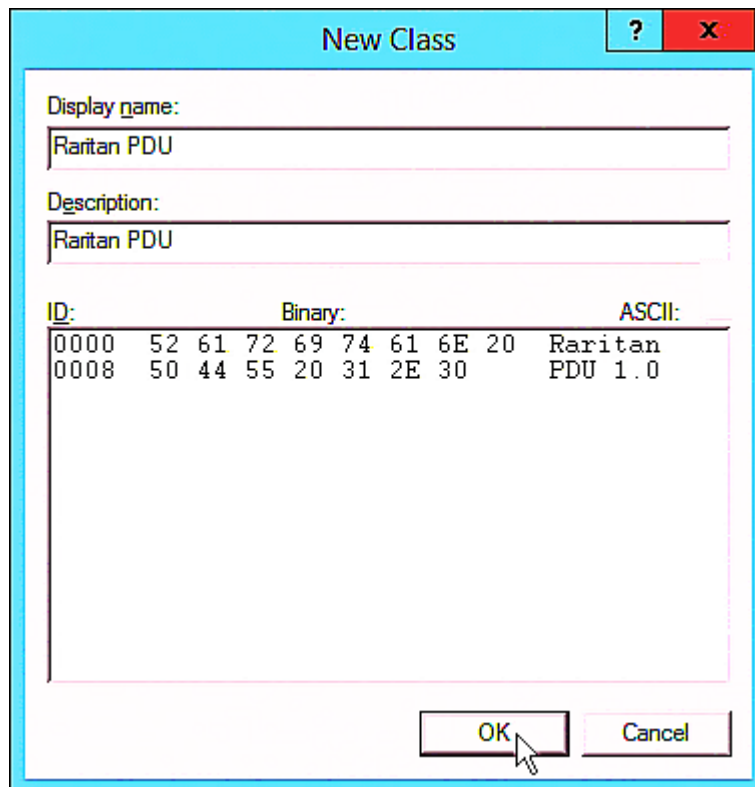 New Class
?
x
Display name:
Raritan PDU
Description:
Raritan PDU
ID: Binary: ASCII:
0000 52 61 72 69 74 61 6E 20 Raritan
0008 50 44 55 20 31 2E 30 PDU 1.0
OK Cancel